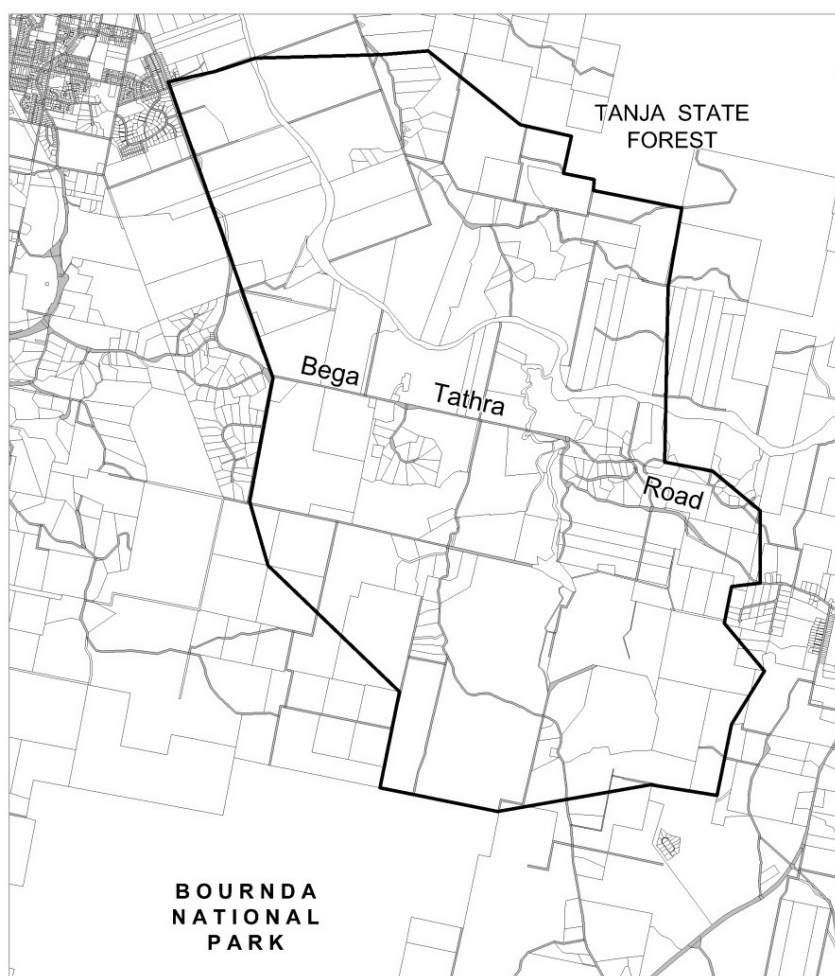 TANJA STATE
FOREST
Bega Tathra Road
BOURNDA
NATIONAL
PARK